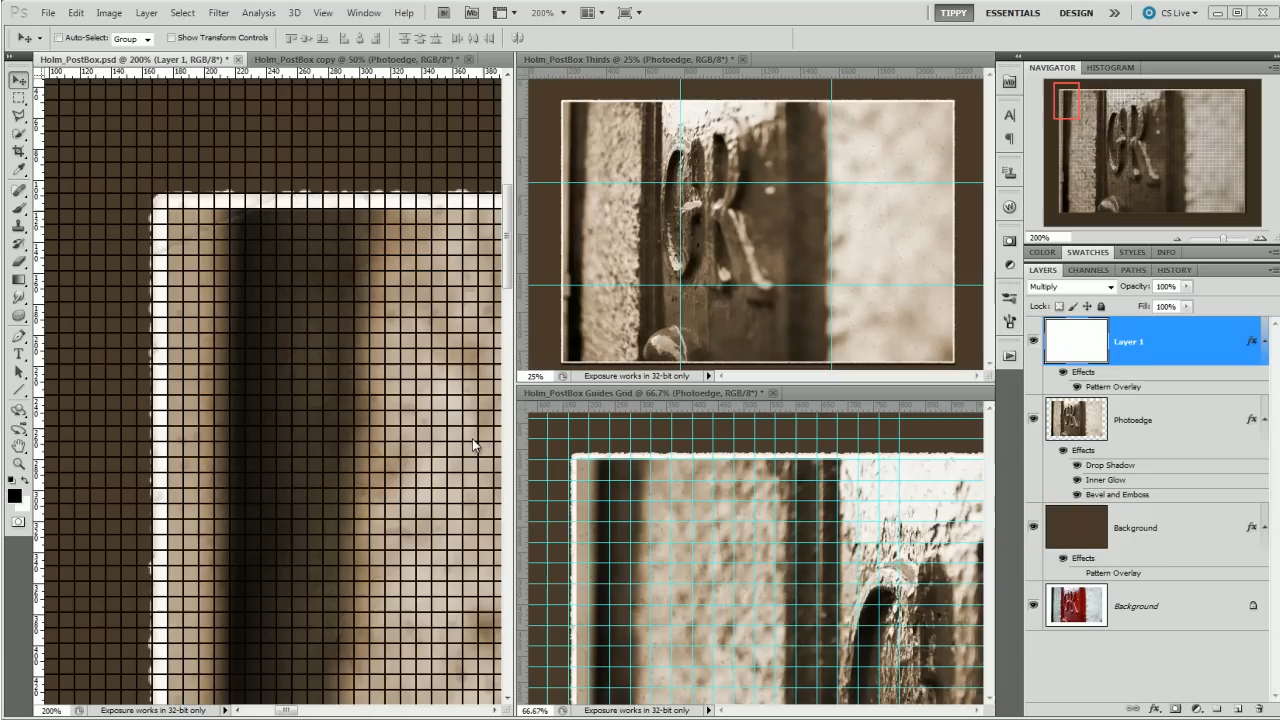 Ps File Edit Image Layer Select Filter Analysis 3D View Window Help Br Mb 200% TIPPY ESSENTIALS DESIGN CS Live
Auto-Select: Group Show Transform Controls
Holm_PostBox.psd @ 200% (Layer 1, RGB/8*) *
Holm_PostBox copy @ 50% (Photoedge, RGB/8*) *
Holm_PostBox Thirds @ 25% (Photoedge, RGB/8*) *
25% Exposure works in 32-bit only
Holm_PostBox Guides Grid @ 66.7% (Photoedge, RGB/8*) *
200% Exposure works in 32-bit only
66.67% Exposure works in 32-bit only
NAVIGATOR HISTOGRAM
200%
COLOR SWATCHES STYLES INFO
LAYERS CHANNELS PATHS HISTORY
Multiply Opacity: 100%
Lock: Fill: 100%
Layer 1 fx
Effects
Pattern Overlay
Photoedge fx
Effects
Drop Shadow
Inner Glow
Bevel and Emboss
Background fx
Effects
Pattern Overlay
Background